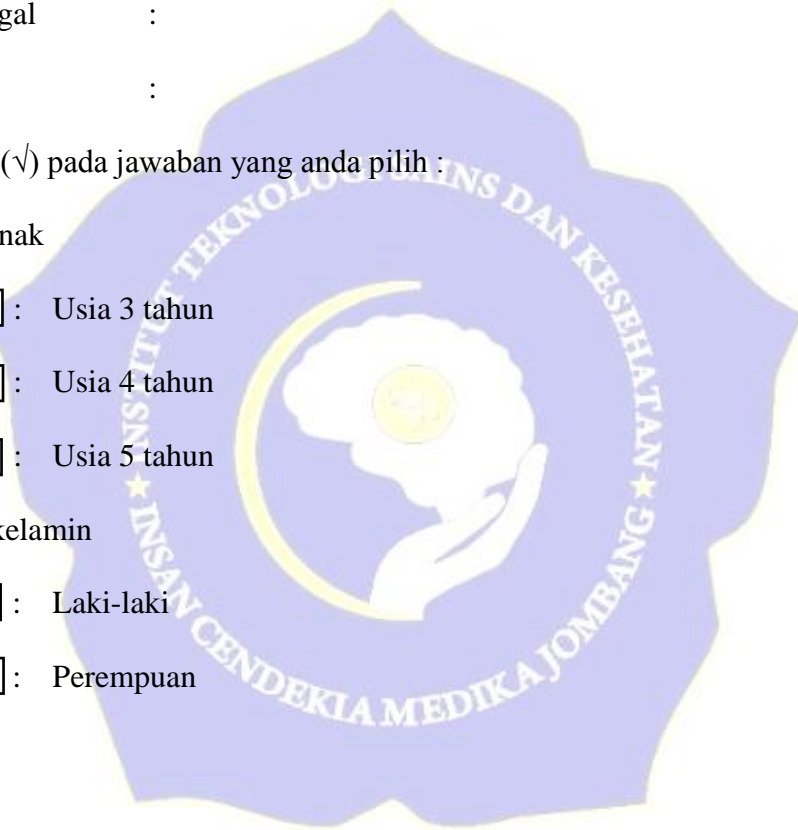 gal :
:
(√) pada jawaban yang anda pilih :
nak
: Usia 3 tahun
: Usia 4 tahun
: Usia 5 tahun
kelamin
: Laki-laki
: Perempuan
INSTITUT TEKNOLOGI SAINS DAN KESEHATAN
INSAN CENDEKIA MEDIKA JOMBANG